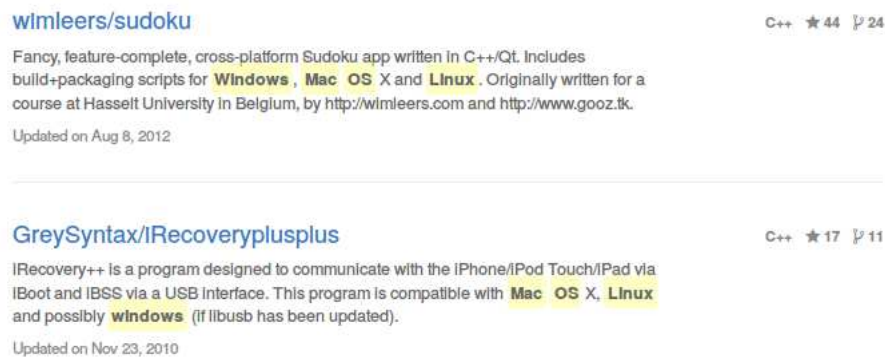 wimleers/sudoku
C++ 44 24
Fancy, feature-complete, cross-platform Sudoku app written in C++/Qt. Includes
build+packaging scripts for Windows , Mac OS X and Linux . Originally written for a
course at Hasselt University in Belgium, by http://wimleers.com and http://www.gooz.tk.
Updated on Aug 8, 2012
GreySyntax/iRecoveryplusplus
C++ 17 11
iRecovery++ is a program designed to communicate with the iPhone/iPod Touch/iPad via
iBoot and iBSS via a USB interface. This program is compatible with Mac OS X, Linux
and possibly windows (if libusb has been updated).
Updated on Nov 23, 2010